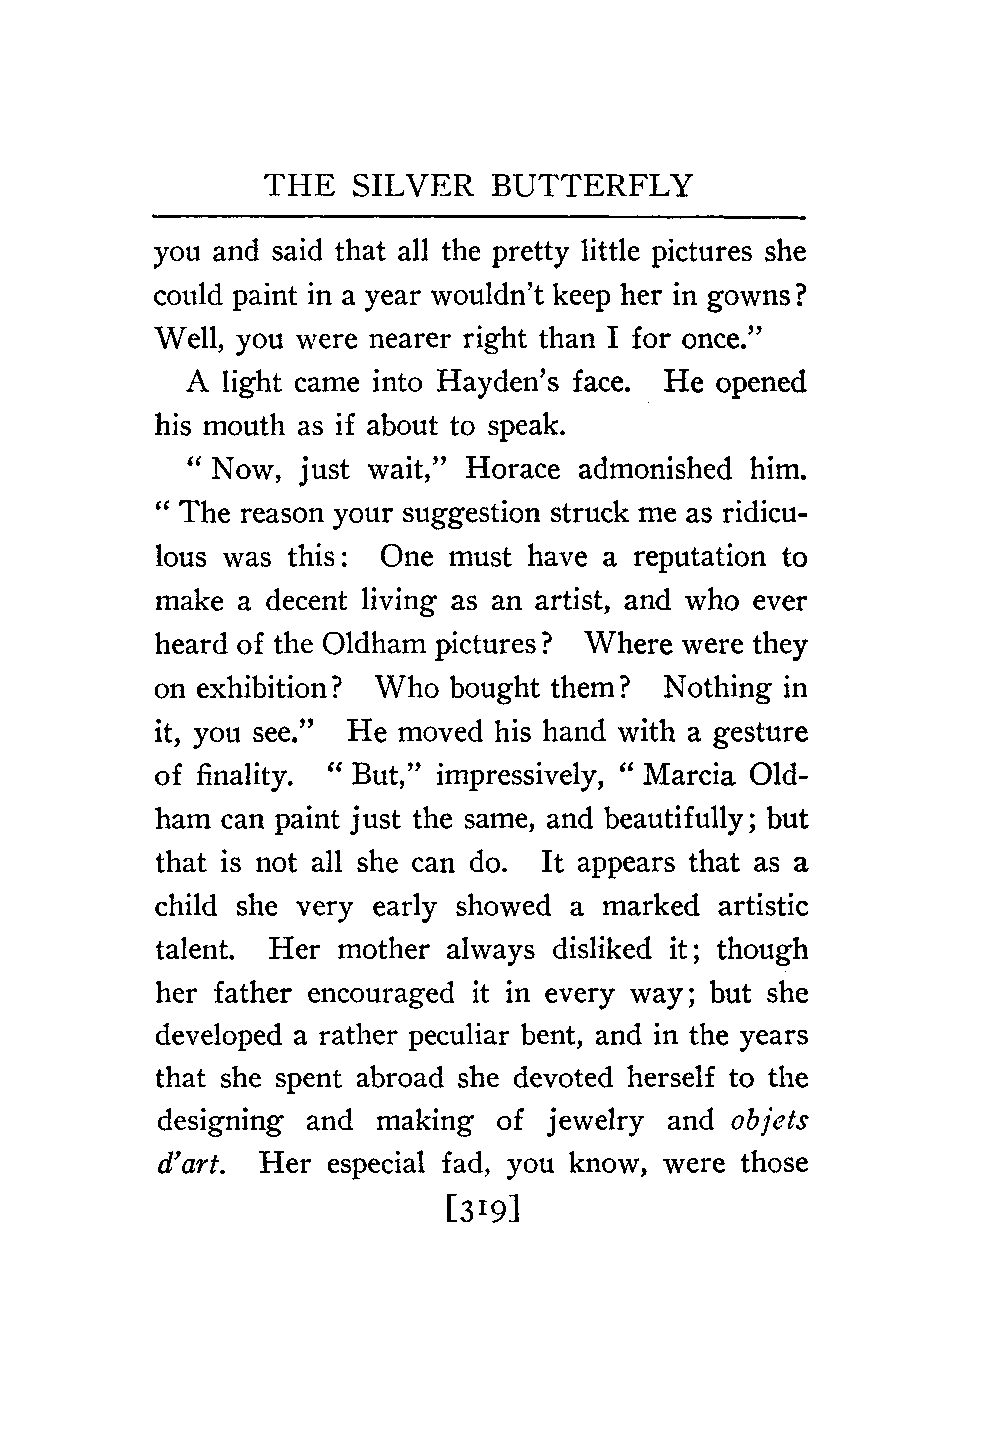 THE SILVER BUTTERFLY
you and said that all the pretty little pictures she
could paint in a year wouldn't keep her in gowns?
Well, you were nearer right than I for once."
A light came into Hayden's face. He opened
his mouth as if about to speak.
"Now, just wait," Horace admonished him.
"The reason your suggestion struck me as ridicu-
lous was this: One must have a reputation to
make a decent living as an artist, and who ever
heard of the Oldham pictures? Where were they
on exhibition? Who bought them? Nothing in
it, you see." He moved his hand with a gesture
of finality. "But," impressively, "Marcia Old-
ham can paint just the same, and beautifully; but
that is not all she can do. It appears that as a
child she very early showed a marked artistic
talent. Her mother always disliked it; though
her father encouraged it in every way; but she
developed a rather peculiar bent, and in the years
that she spent abroad she devoted herself to the
designing and making of jewelry and objets
d'art. Her especial fad, you know, were those
[319]